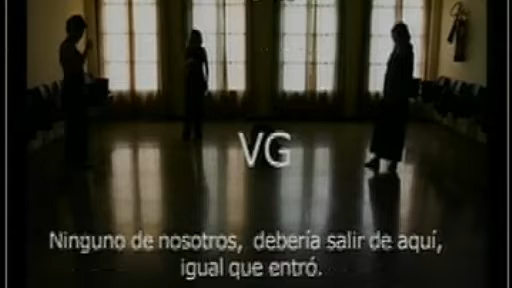 VG
Ninguno de nosotros, debería salir de aquí,
igual que entró.